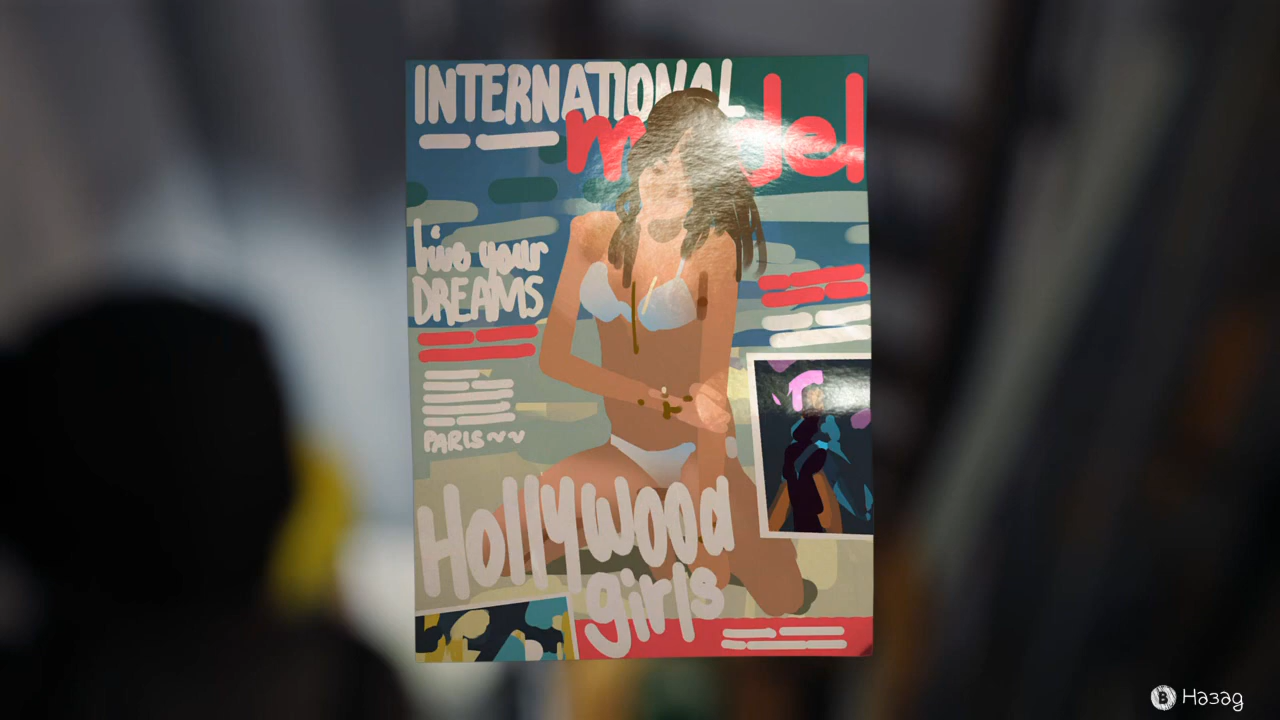 INTERNATIONAL
model
Live your
DREAMS
PARIS~~
Hollywood
girls
B Назад